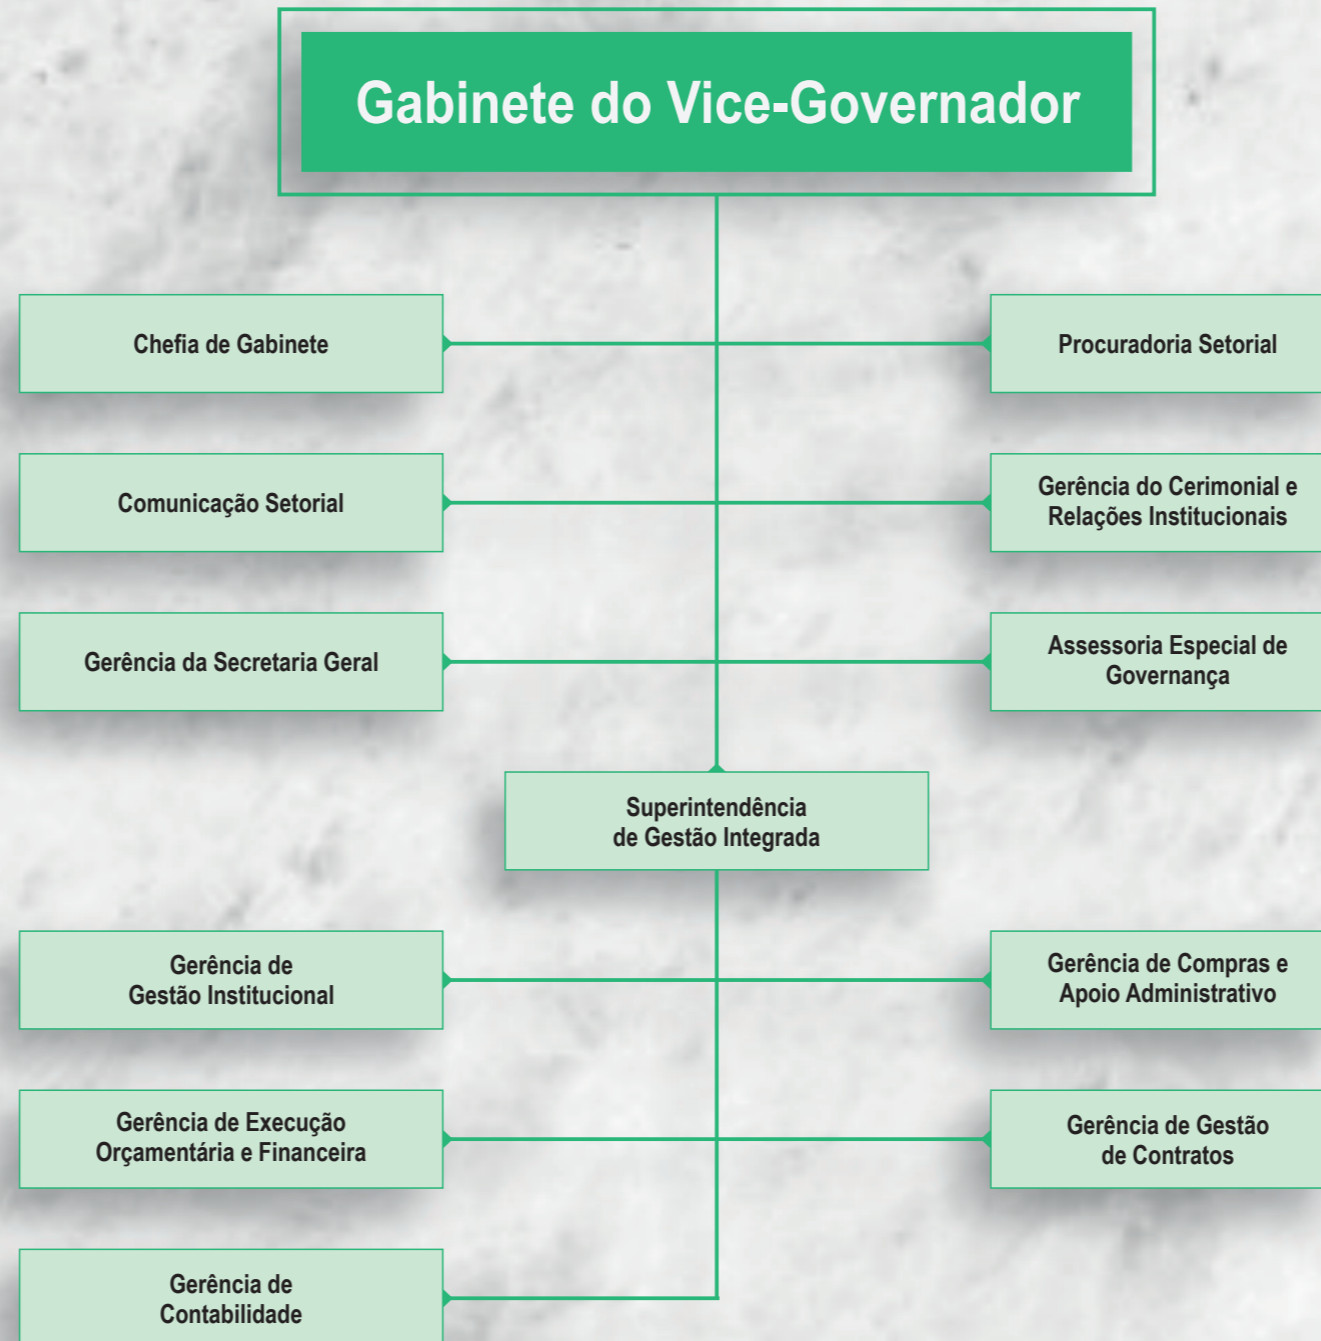 Gabinete do Vice-Governador
Chefia de Gabinete
Procuradoria Setorial
Comunicação Setorial
Gerência do Cerimonial e
Relações Institucionais
Gerência da Secretaria Geral
Assessoria Especial de
Governança
Superintendência
de Gestão Integrada
Gerência de
Gestão Institucional
Gerência de Compras e
Apoio Administrativo
Gerência de Execução
Orçamentária e Financeira
Gerência de Gestão
de Contratos
Gerência de
Contabilidade